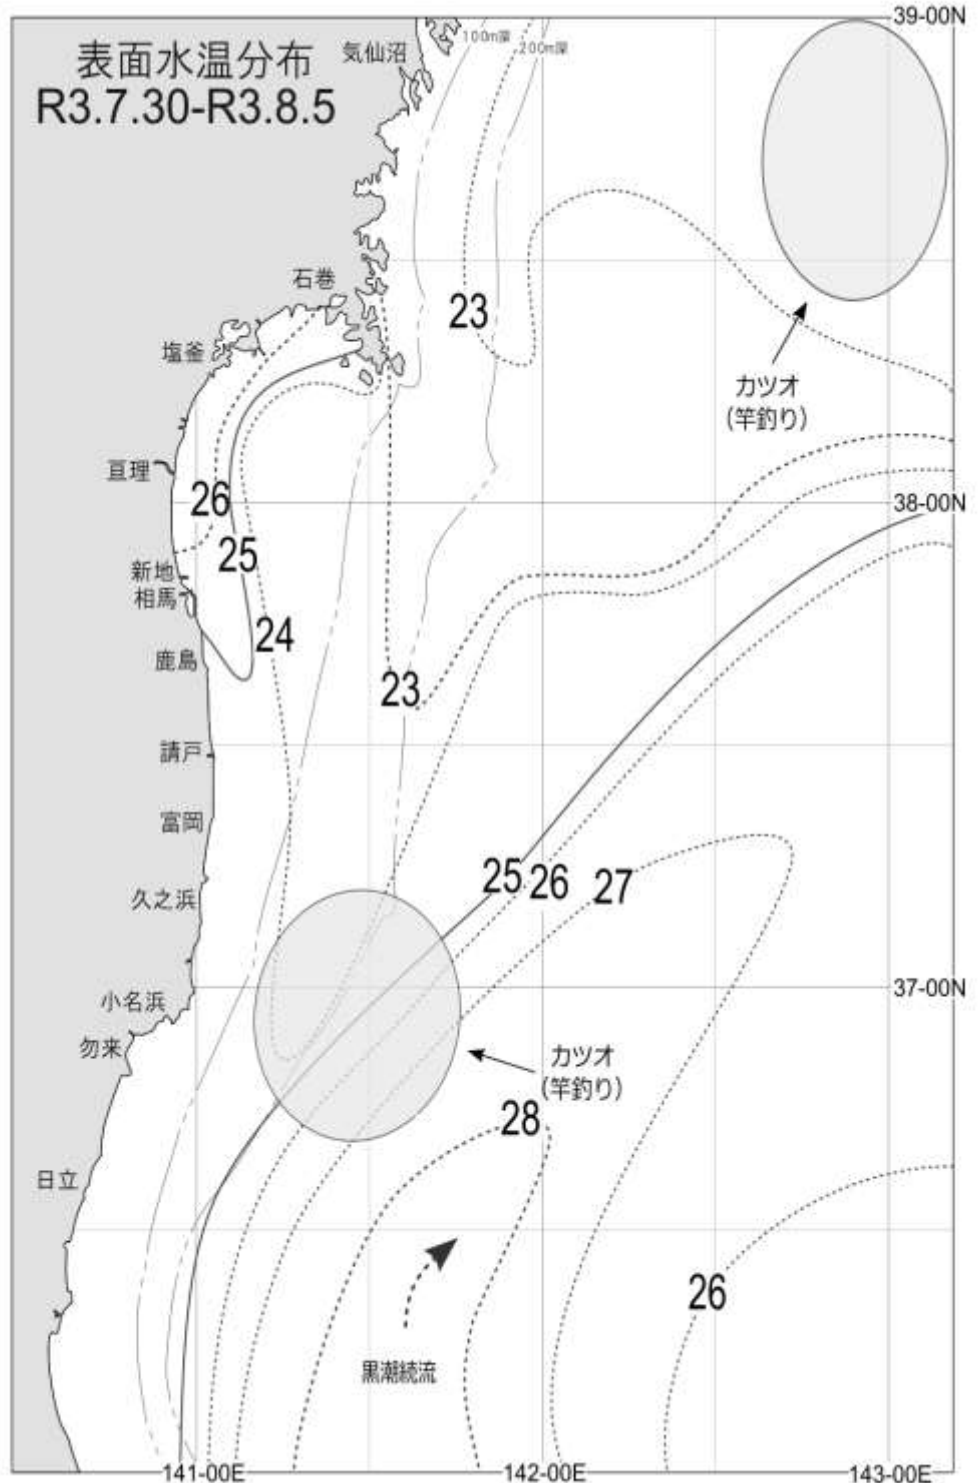 39-00N
100m深
200m深
気仙沼
表面水温分布
R3.7.30-R3.8.5
石巻
23
塩釜
カツオ
(竿釣り)
亘理
26
38-00N
25
新地
相馬
24
鹿島
23
請戸
富岡
25
26
27
久之浜
37-00N
小名浜
勿来
カツオ
(竿釣り)
28
日立
26
黒潮続流
141-00E
142-00E
143-00E